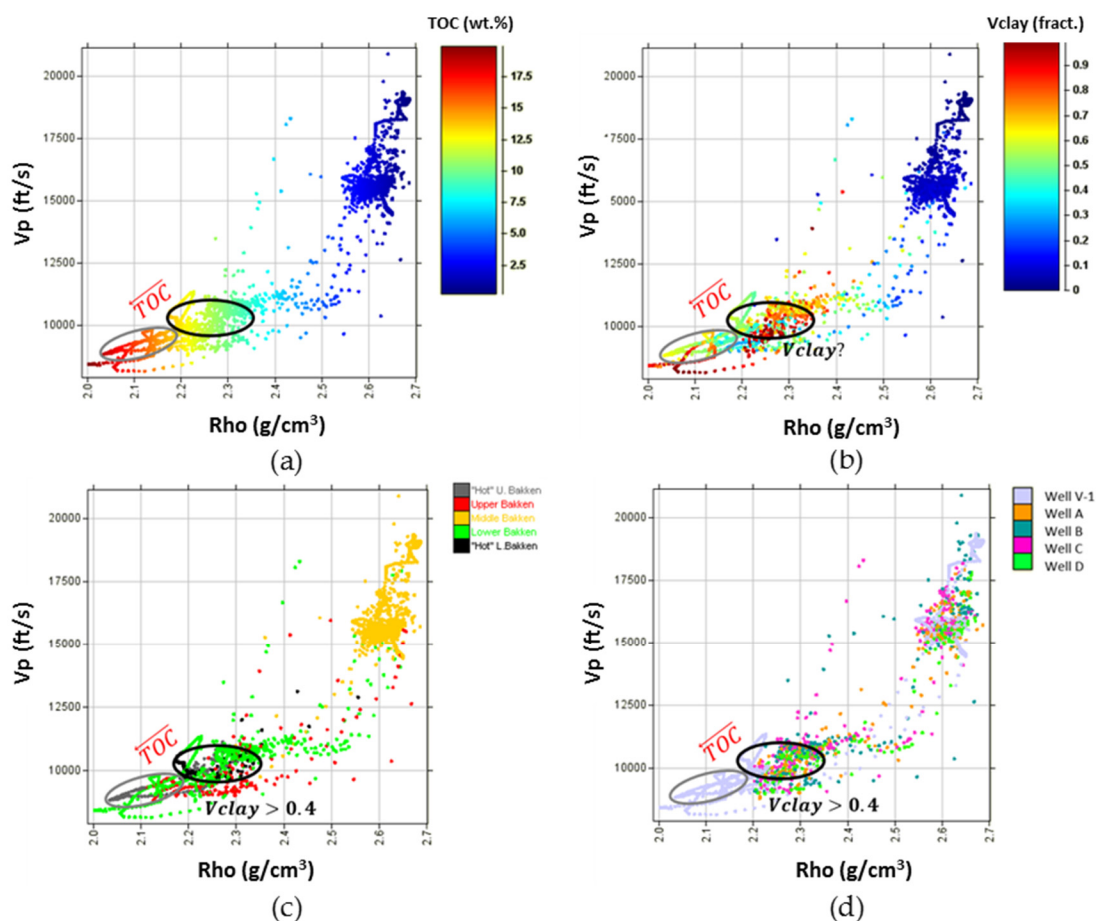 TOC (wt.%)
20000
17500
15000
12500
10000
Vp (ft/s)
17.5
15
12.5
10
7.5
5.0
2.5
TOC
2.0
2.1
2.2
2.3
2.4
2.5
2.6
2.7
Rho (g/cm³)
(a)
Vclay (fract.)
20000
17500
15000
12500
10000
Vp (ft/s)
0.9
0.8
0.7
0.6
0.5
0.4
0.3
0.2
0.1
0
TOC
Vclay?
2.0
2.1
2.2
2.3
2.4
2.5
2.6
2.7
Rho (g/cm³)
(b)
"Hot" U. Bakken
Upper Bakken
Middle Bakken
Lower Bakken
"Hot" L.Bakken
20000
17500
15000
12500
10000
Vp (ft/s)
TOC
Vclay > 0.4
2.0
2.1
2.2
2.3
2.4
2.5
2.6
2.7
Rho (g/cm³)
(c)
Well V-1
Well A
Well B
Well C
Well D
20000
17500
15000
12500
10000
Vp (ft/s)
TOC
Vclay > 0.4
2.0
2.1
2.2
2.3
2.4
2.5
2.6
2.7
Rho (g/cm³)
(d)